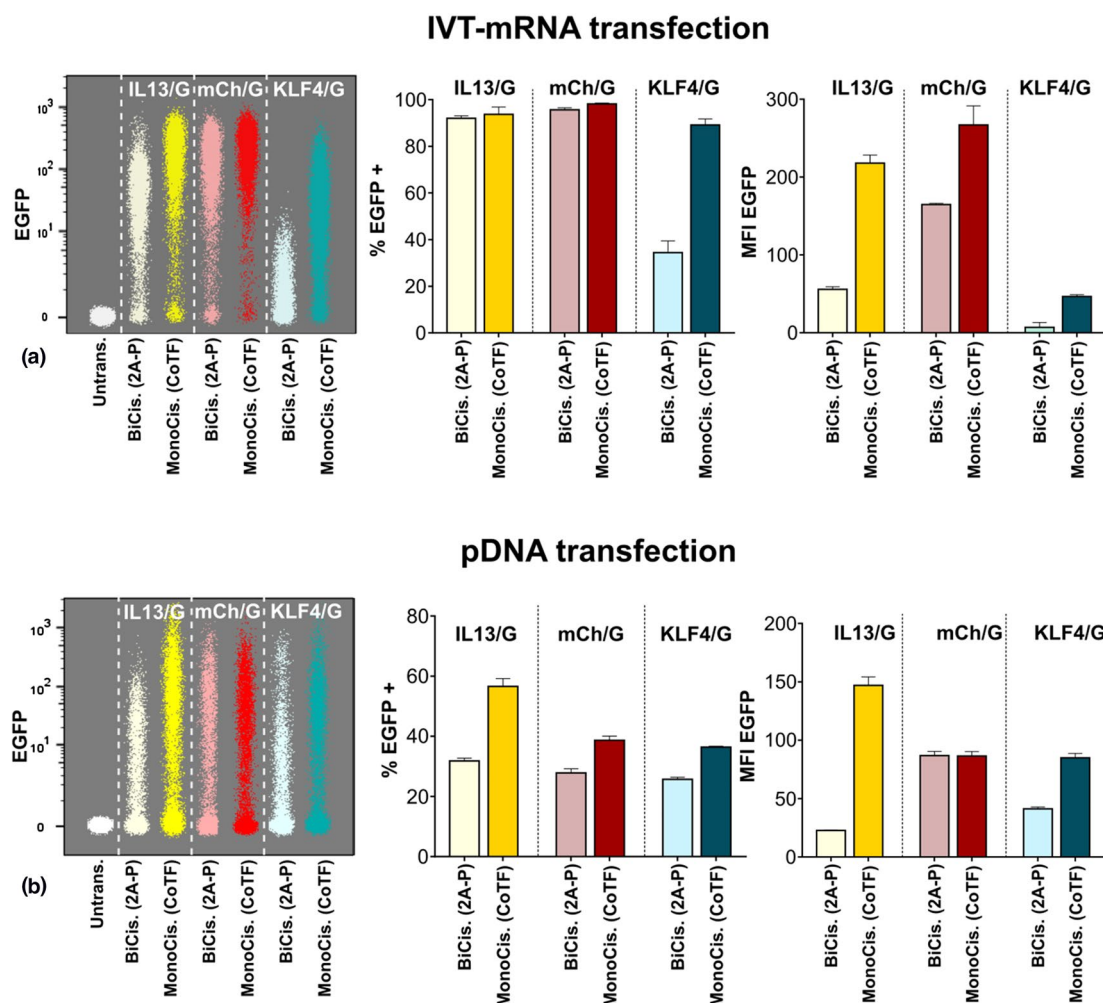 IVT-mRNA transfection
IL13/G mCh/G KLF4/G
EGFP
10³
10²
10¹
0
Untrans.
BiCis. (2A-P)
MonoCis. (CoTF)
BiCis. (2A-P)
MonoCis. (CoTF)
BiCis. (2A-P)
MonoCis. (CoTF)
(a)
IL13/G mCh/G KLF4/G
% EGFP +
100
80
60
40
20
0
BiCis. (2A-P)
MonoCis. (CoTF)
BiCis. (2A-P)
MonoCis. (CoTF)
BiCis. (2A-P)
MonoCis. (CoTF)
IL13/G mCh/G KLF4/G
MFI EGFP
300
200
100
0
BiCis. (2A-P)
MonoCis. (CoTF)
BiCis. (2A-P)
MonoCis. (CoTF)
BiCis. (2A-P)
MonoCis. (CoTF)
pDNA transfection
IL13/G mCh/G KLF4/G
EGFP
10³
10²
10¹
0
Untrans.
BiCis. (2A-P)
MonoCis. (CoTF)
BiCis. (2A-P)
MonoCis. (CoTF)
BiCis. (2A-P)
MonoCis. (CoTF)
(b)
IL13/G mCh/G KLF4/G
% EGFP +
80
60
40
20
0
BiCis. (2A-P)
MonoCis. (CoTF)
BiCis. (2A-P)
MonoCis. (CoTF)
BiCis. (2A-P)
MonoCis. (CoTF)
IL13/G mCh/G KLF4/G
MFI EGFP
200
150
100
50
0
BiCis. (2A-P)
MonoCis. (CoTF)
BiCis. (2A-P)
MonoCis. (CoTF)
BiCis. (2A-P)
MonoCis. (CoTF)